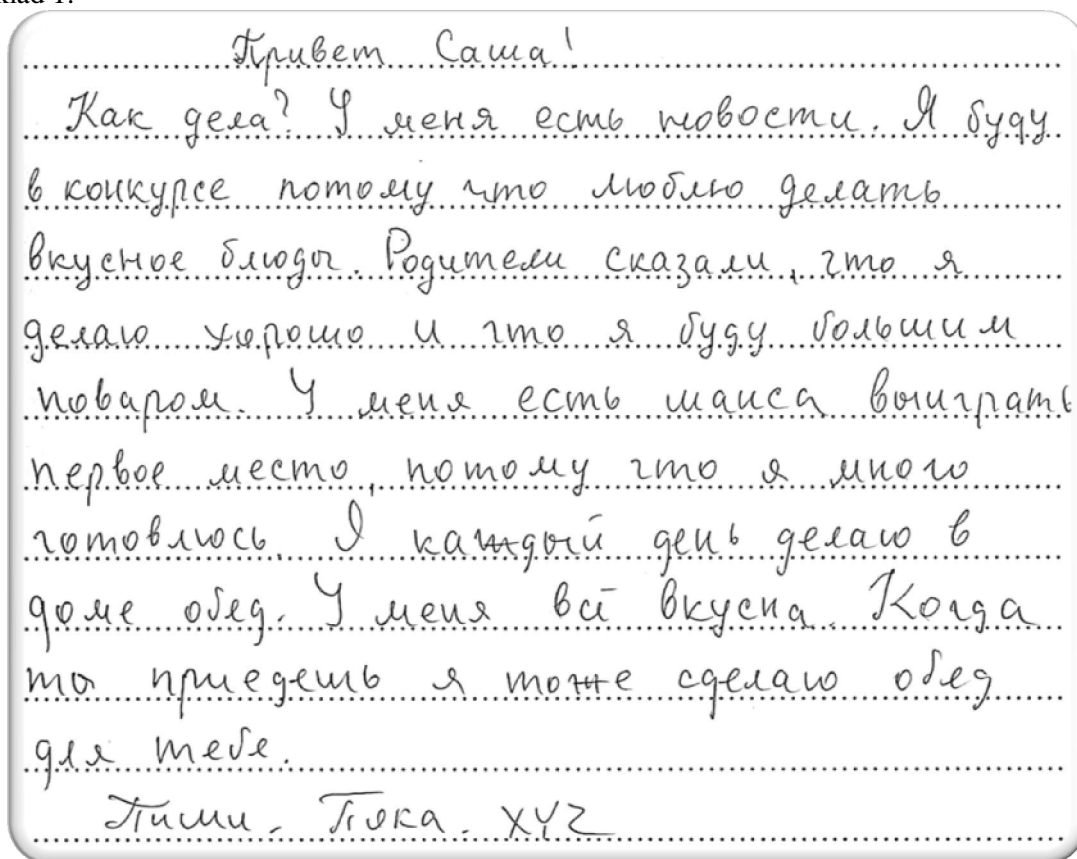 Привет Саша!
Как дела? У меня есть новости. Я буду
в конкурсе потому что люблю делать
вкусное блюды. Родители сказали, что я
делаю хорошо и что я буду большим
поваром. У меня есть шанса выиграть
первое место, потому что я много
готовлюсь. Я каждый день делаю в
доме обед. У меня всё вкусна. Когда
ты приедешь я тоже сделаю обед
для тебе.
Пиши. Пока. XYZ